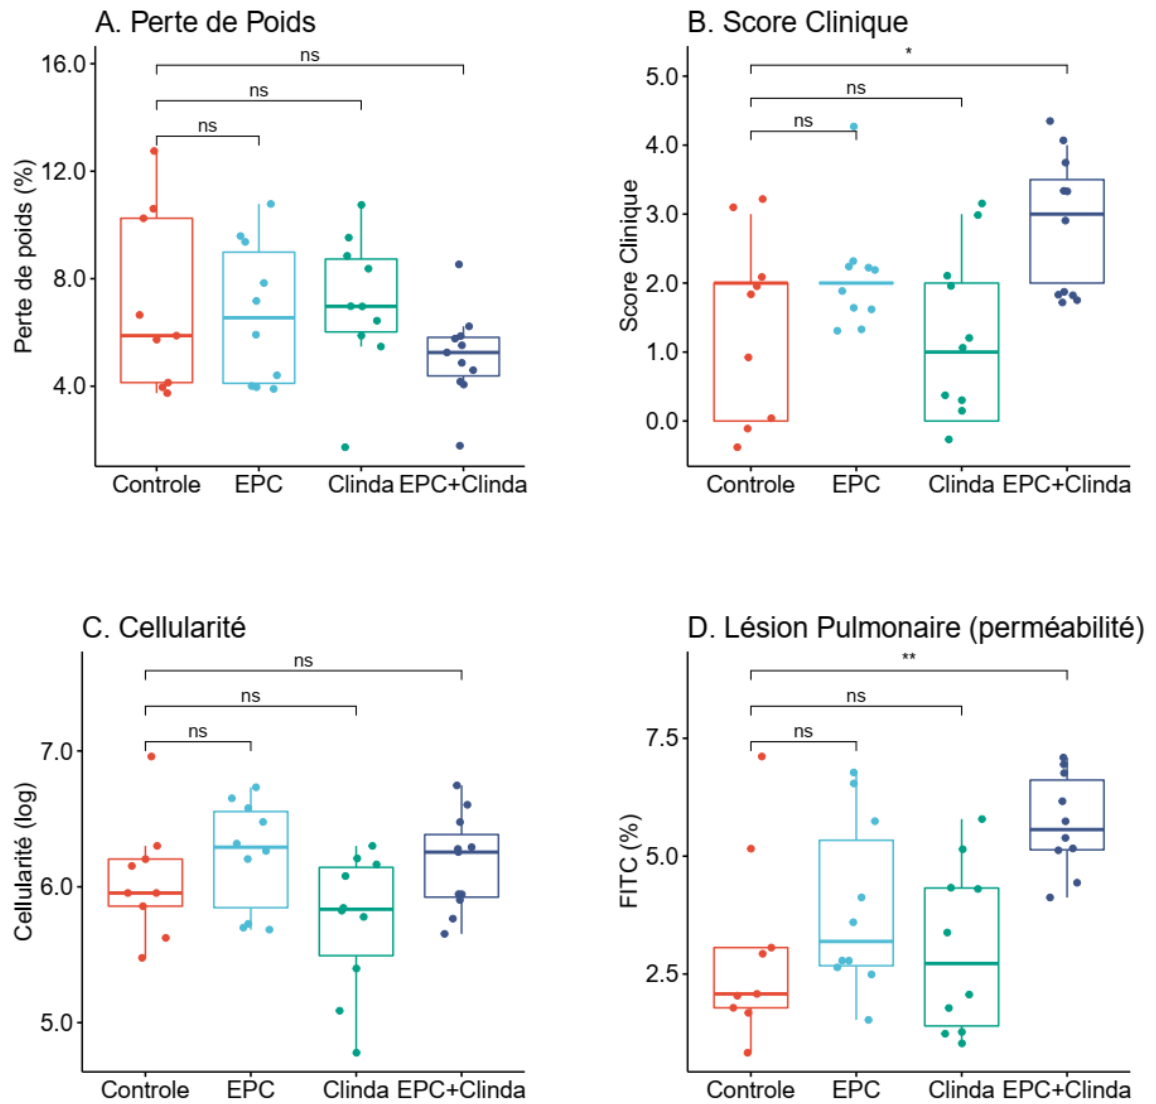 A. Perte de Poids
16.0
12.0
8.0
4.0
Perte de poids (%)
ns
ns
ns
Controle EPC Clinda EPC+Clinda
B. Score Clinique
5.0
4.0
3.0
2.0
1.0
0.0
Score Clinique
*
ns
ns
Controle EPC Clinda EPC+Clinda
C. Cellularité
7.0
6.0
5.0
Cellularité (log)
ns
ns
ns
Controle EPC Clinda EPC+Clinda
D. Lésion Pulmonaire (perméabilité)
7.5
5.0
2.5
FITC (%)
**
ns
ns
Controle EPC Clinda EPC+Clinda